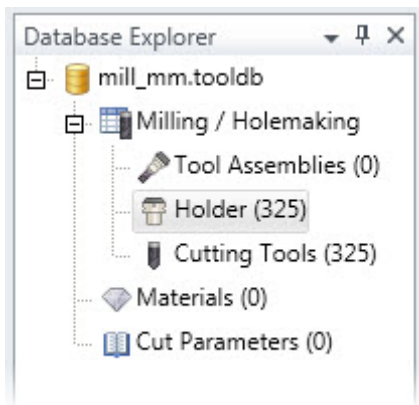 Database Explorer
mill_mm.tooldb
Milling / Holemaking
Tool Assemblies (0)
Holder (325)
Cutting Tools (325)
Materials (0)
Cut Parameters (0)